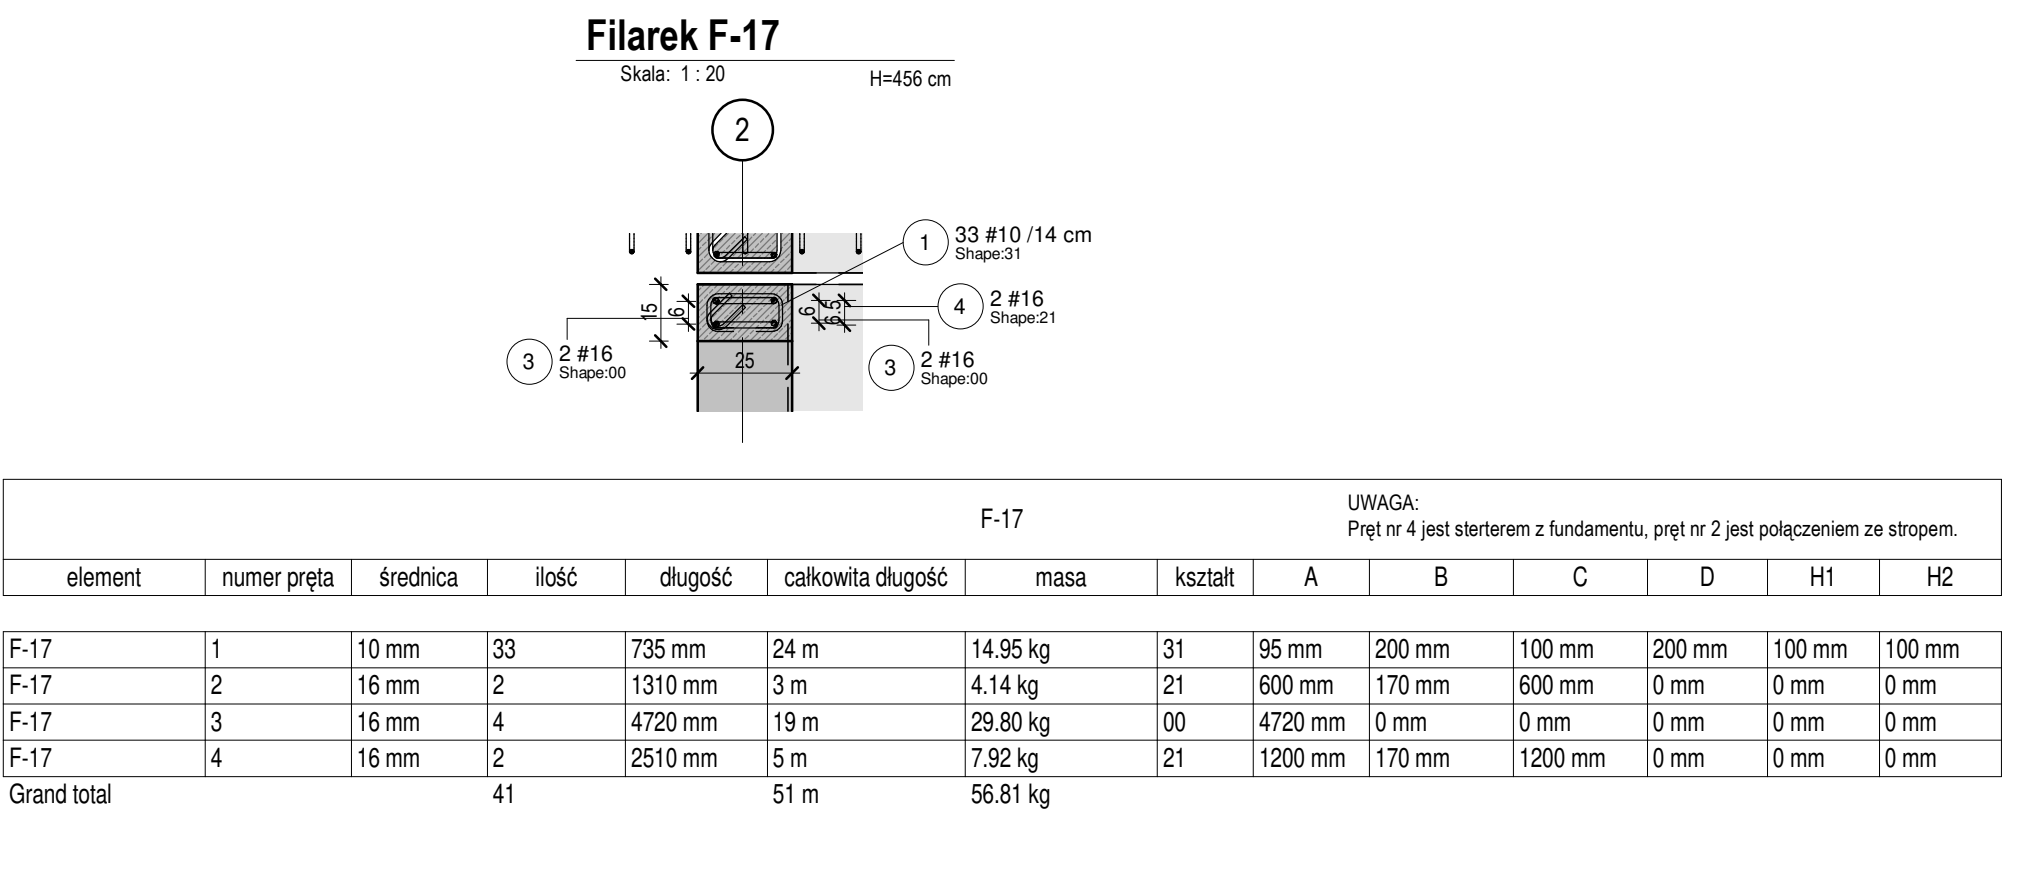 Filarek F-17
Skala: 1 : 20
H=456 cm
2
1
33 #10 /14 cm
Shape:31
15
6
6
6.5
4
2 #16
Shape:21
3
2 #16
Shape:00
25
3
2 #16
Shape:00
F-17
UWAGA:
Pręt nr 4 jest sterterem z fundamentu, pręt nr 2 jest połączeniem ze stropem.
element numer pręta średnica ilość długość całkowita długość masa kształt A B C D H1 H2
F-17 1 10 mm 33 735 mm 24 m 14.95 kg 31 95 mm 200 mm 100 mm 200 mm 100 mm 100 mm
F-17 2 16 mm 2 1310 mm 3 m 4.14 kg 21 600 mm 170 mm 600 mm 0 mm 0 mm 0 mm
F-17 3 16 mm 4 4720 mm 19 m 29.80 kg 00 4720 mm 0 mm 0 mm 0 mm 0 mm 0 mm
F-17 4 16 mm 2 2510 mm 5 m 7.92 kg 21 1200 mm 170 mm 1200 mm 0 mm 0 mm 0 mm
Grand total 41 51 m 56.81 kg